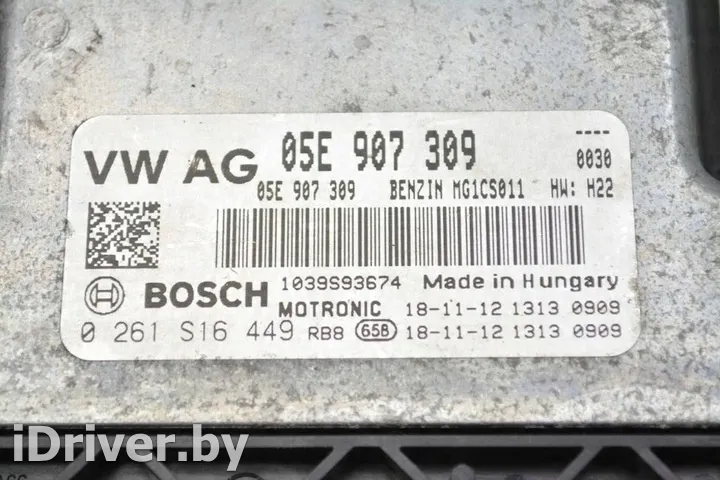 ----
VW AG 05E 907 309 0030
05E 907 309 BENZIN MG1CS011 HW: H22
1039S93674 Made in Hungary
BOSCH MOTRONIC 18-11-12 1313 0909
0 261 S16 449 RB8 658 18-11-12 1313 0909
iDriver.by